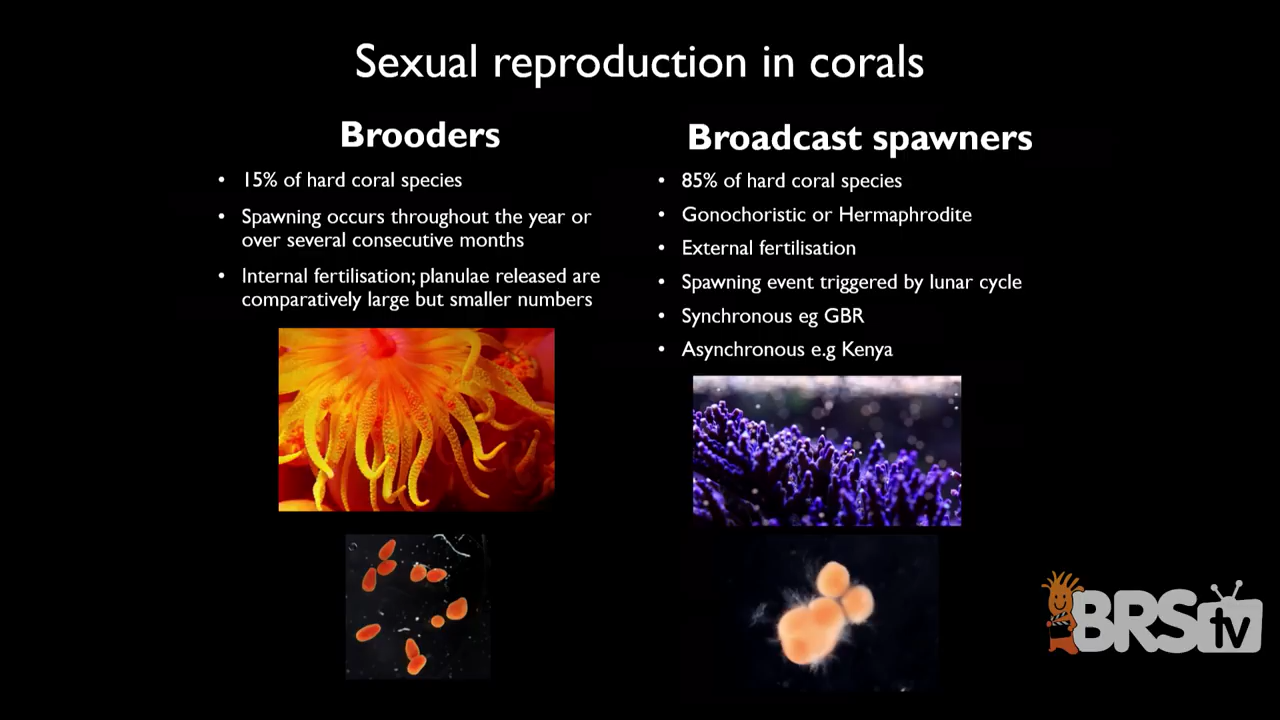 Sexual reproduction in corals
Brooders
• 15% of hard coral species
• Spawning occurs throughout the year or
over several consecutive months
• Internal fertilisation; planulae released are
comparatively large but smaller numbers
Broadcast spawners
• 85% of hard coral species
• Gonochoristic or Hermaphrodite
• External fertilisation
• Spawning event triggered by lunar cycle
• Synchronous eg GBR
• Asynchronous e.g Kenya
BRS tv